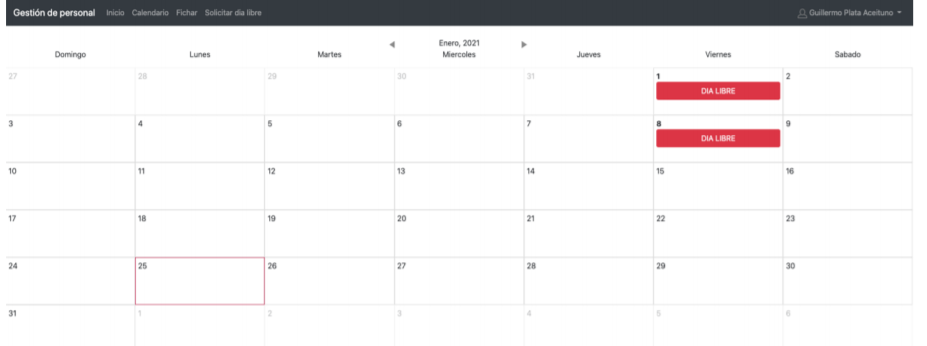 Gestión de personal Inicio Calendario Fichar Solicitar dia libre Guillermo Plata Aceituno
Enero, 2021
Domingo Lunes Martes Miercoles Jueves Viernes Sabado
27 28 29 30 31 1 2
DIA LIBRE
3 4 5 6 7 8 9
DIA LIBRE
10 11 12 13 14 15 16
17 18 19 20 21 22 23
24 25 26 27 28 29 30
31 1 2 3 4 5 6